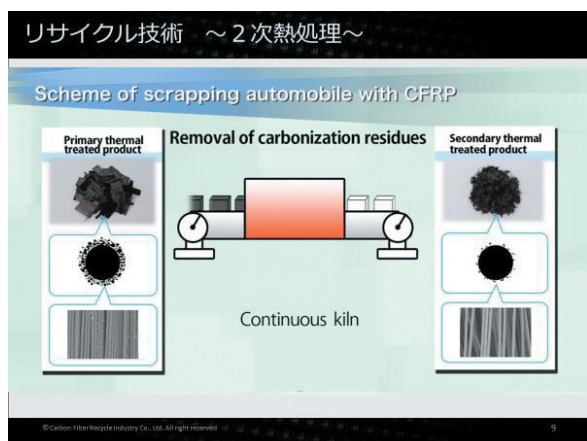 リサイクル技術　～２次熱処理～
Scheme of scrapping automobile with CFRP
Primary thermal
treated product
Removal of carbonization residues
Secondary thermal
treated product
Continuous kiln
© Carbon Fiber Recycle Industry Co., Ltd. All right reserved
9